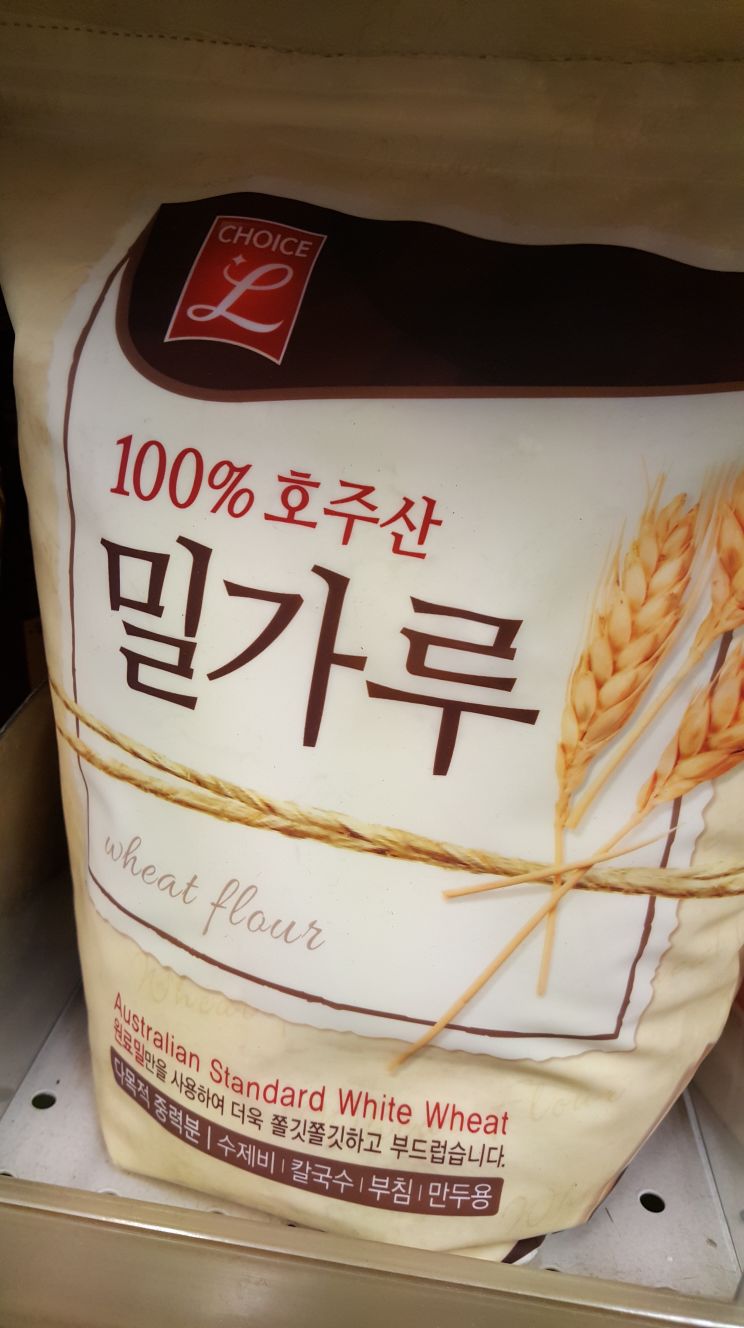 CHOICE
L
100% 호주산
밀가루
wheat flour
Australian Standard White Wheat
원료밀만을 사용하여 더욱 쫄깃쫄깃하고 부드럽습니다.
다목적 중력분 | 수제비 | 칼국수 | 부침 | 만두용